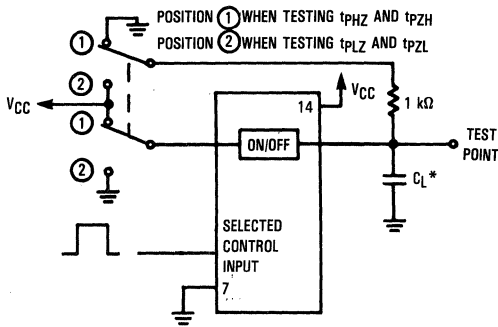 POSITION ① WHEN TESTING tPHZ AND tPZH
POSITION ② WHEN TESTING tPLZ AND tPZL
①
②
VCC
①
②
14
VCC
1 kΩ
ON/OFF
TEST
POINT
CL*
SELECTED
CONTROL
INPUT
7